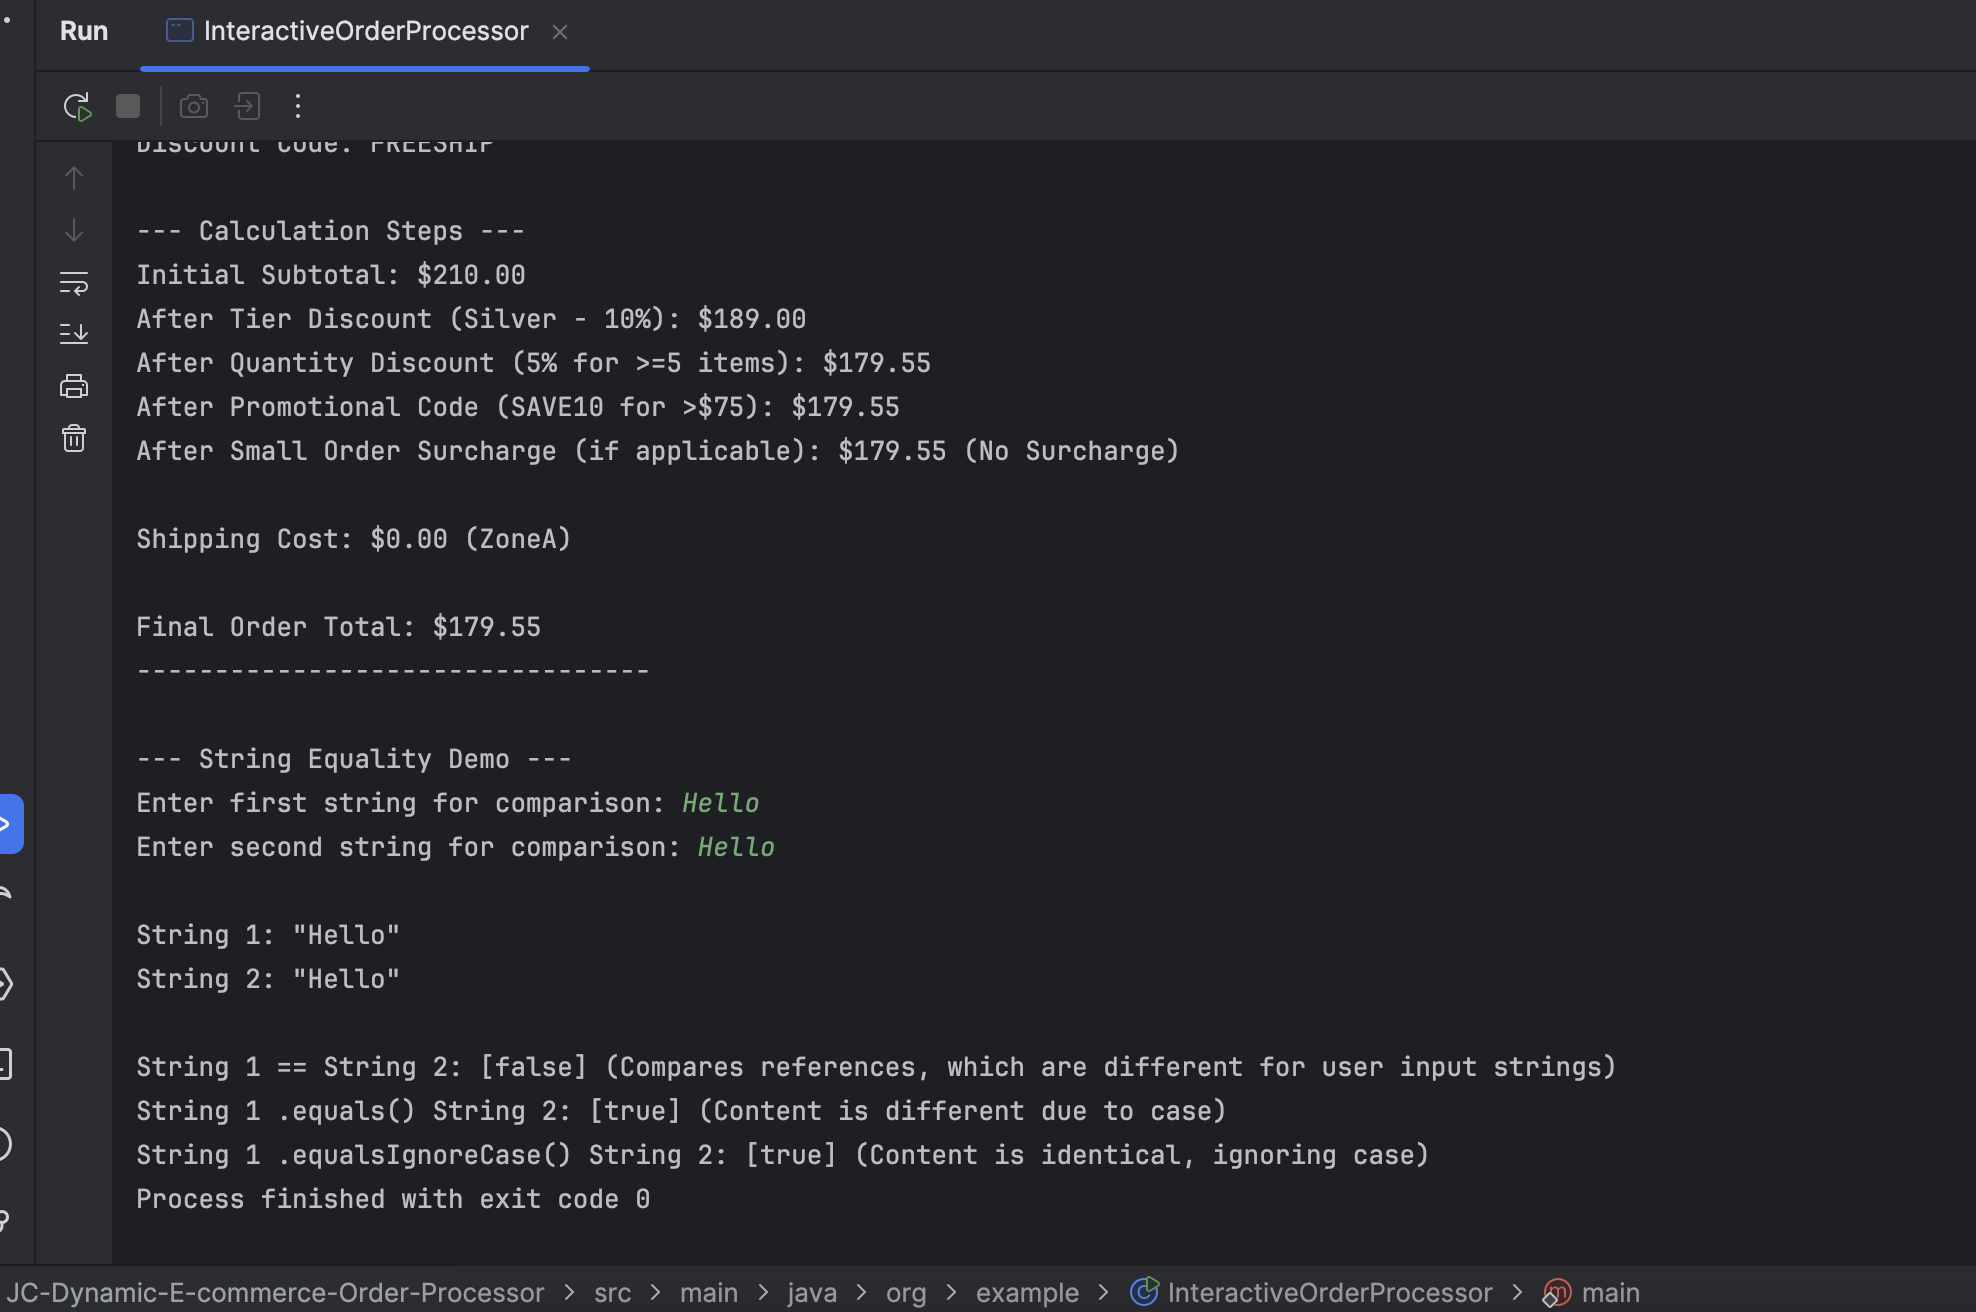 Run InteractiveOrderProcessor
Discount Code: FREESHIP
--- Calculation Steps ---
Initial Subtotal: $210.00
After Tier Discount (Silver - 10%): $189.00
After Quantity Discount (5% for >=5 items): $179.55
After Promotional Code (SAVE10 for >$75): $179.55
After Small Order Surcharge (if applicable): $179.55 (No Surcharge)
Shipping Cost: $0.00 (ZoneA)
Final Order Total: $179.55
---------------------------------
--- String Equality Demo ---
Enter first string for comparison: Hello
Enter second string for comparison: Hello
String 1: "Hello"
String 2: "Hello"
String 1 == String 2: [false] (Compares references, which are different for user input strings)
String 1 .equals() String 2: [true] (Content is different due to case)
String 1 .equalsIgnoreCase() String 2: [true] (Content is identical, ignoring case)
Process finished with exit code 0
JC-Dynamic-E-commerce-Order-Processor > src > main > java > org > example > InteractiveOrderProcessor > main